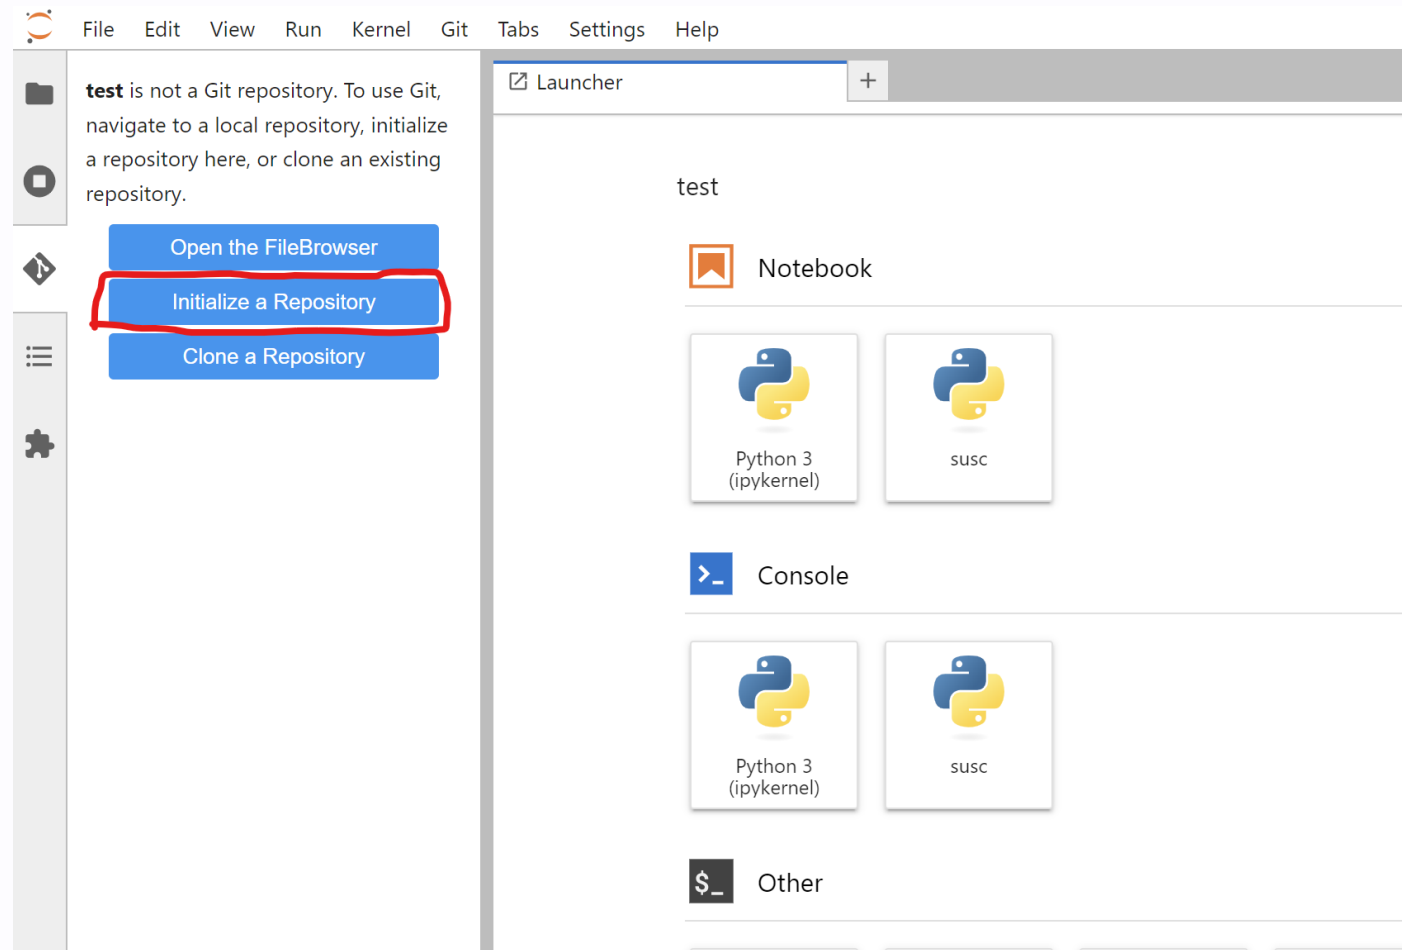 File Edit View Run Kernel Git Tabs Settings Help
test is not a Git repository. To use Git,
navigate to a local repository, initialize
a repository here, or clone an existing
repository.
Open the FileBrowser
Initialize a Repository
Clone a Repository
Launcher
test
Notebook
Python 3
(ipykernel)
susc
Console
Python 3
(ipykernel)
susc
$_
Other